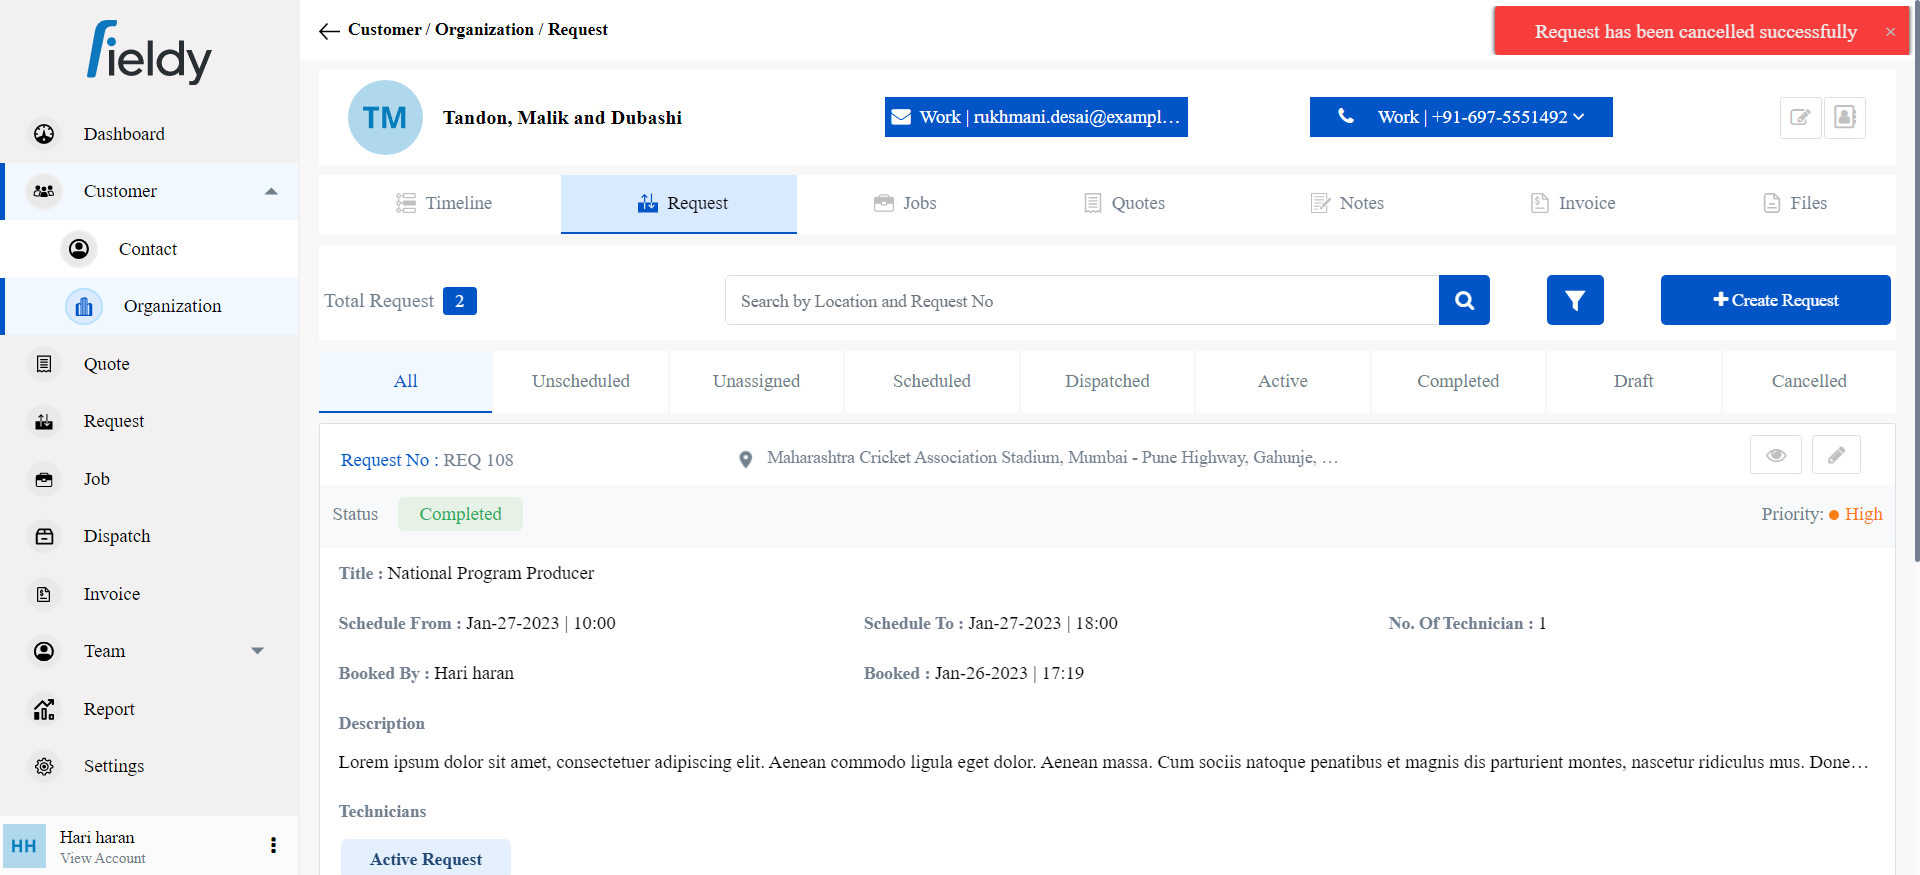 fieldy
Dashboard
Customer
Contact
Organization
Quote
Request
Job
Dispatch
Invoice
Team
Report
Settings
HH
Hari haran
View Account
Customer / Organization / Request
Request has been cancelled successfully ×
TM
Tandon, Malik and Dubashi
Work | rukhmani.desai@exampl...
Work | +91-697-5551492
Timeline
Request
Jobs
Quotes
Notes
Invoice
Files
Total Request 2
Search by Location and Request No
Create Request
All
Unscheduled
Unassigned
Scheduled
Dispatched
Active
Completed
Draft
Cancelled
Request No : REQ 108
Maharashtra Cricket Association Stadium, Mumbai - Pune Highway, Gahunje, ...
Status
Completed
Priority: High
Title : National Program Producer
Schedule From : Jan-27-2023 | 10:00
Schedule To : Jan-27-2023 | 18:00
No. Of Technician : 1
Booked By : Hari haran
Booked : Jan-26-2023 | 17:19
Description
Lorem ipsum dolor sit amet, consectetuer adipiscing elit. Aenean commodo ligula eget dolor. Aenean massa. Cum sociis natoque penatibus et magnis dis parturient montes, nascetur ridiculus mus. Done...
Technicians
Active Request